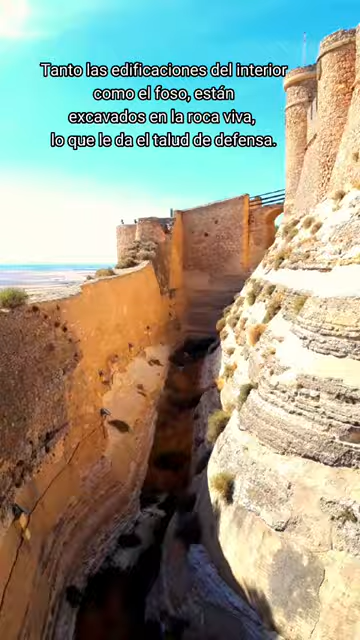 Tanto las edificaciones del interior
como el foso, están
excavados en la roca viva,
lo que le da el talud de defensa.